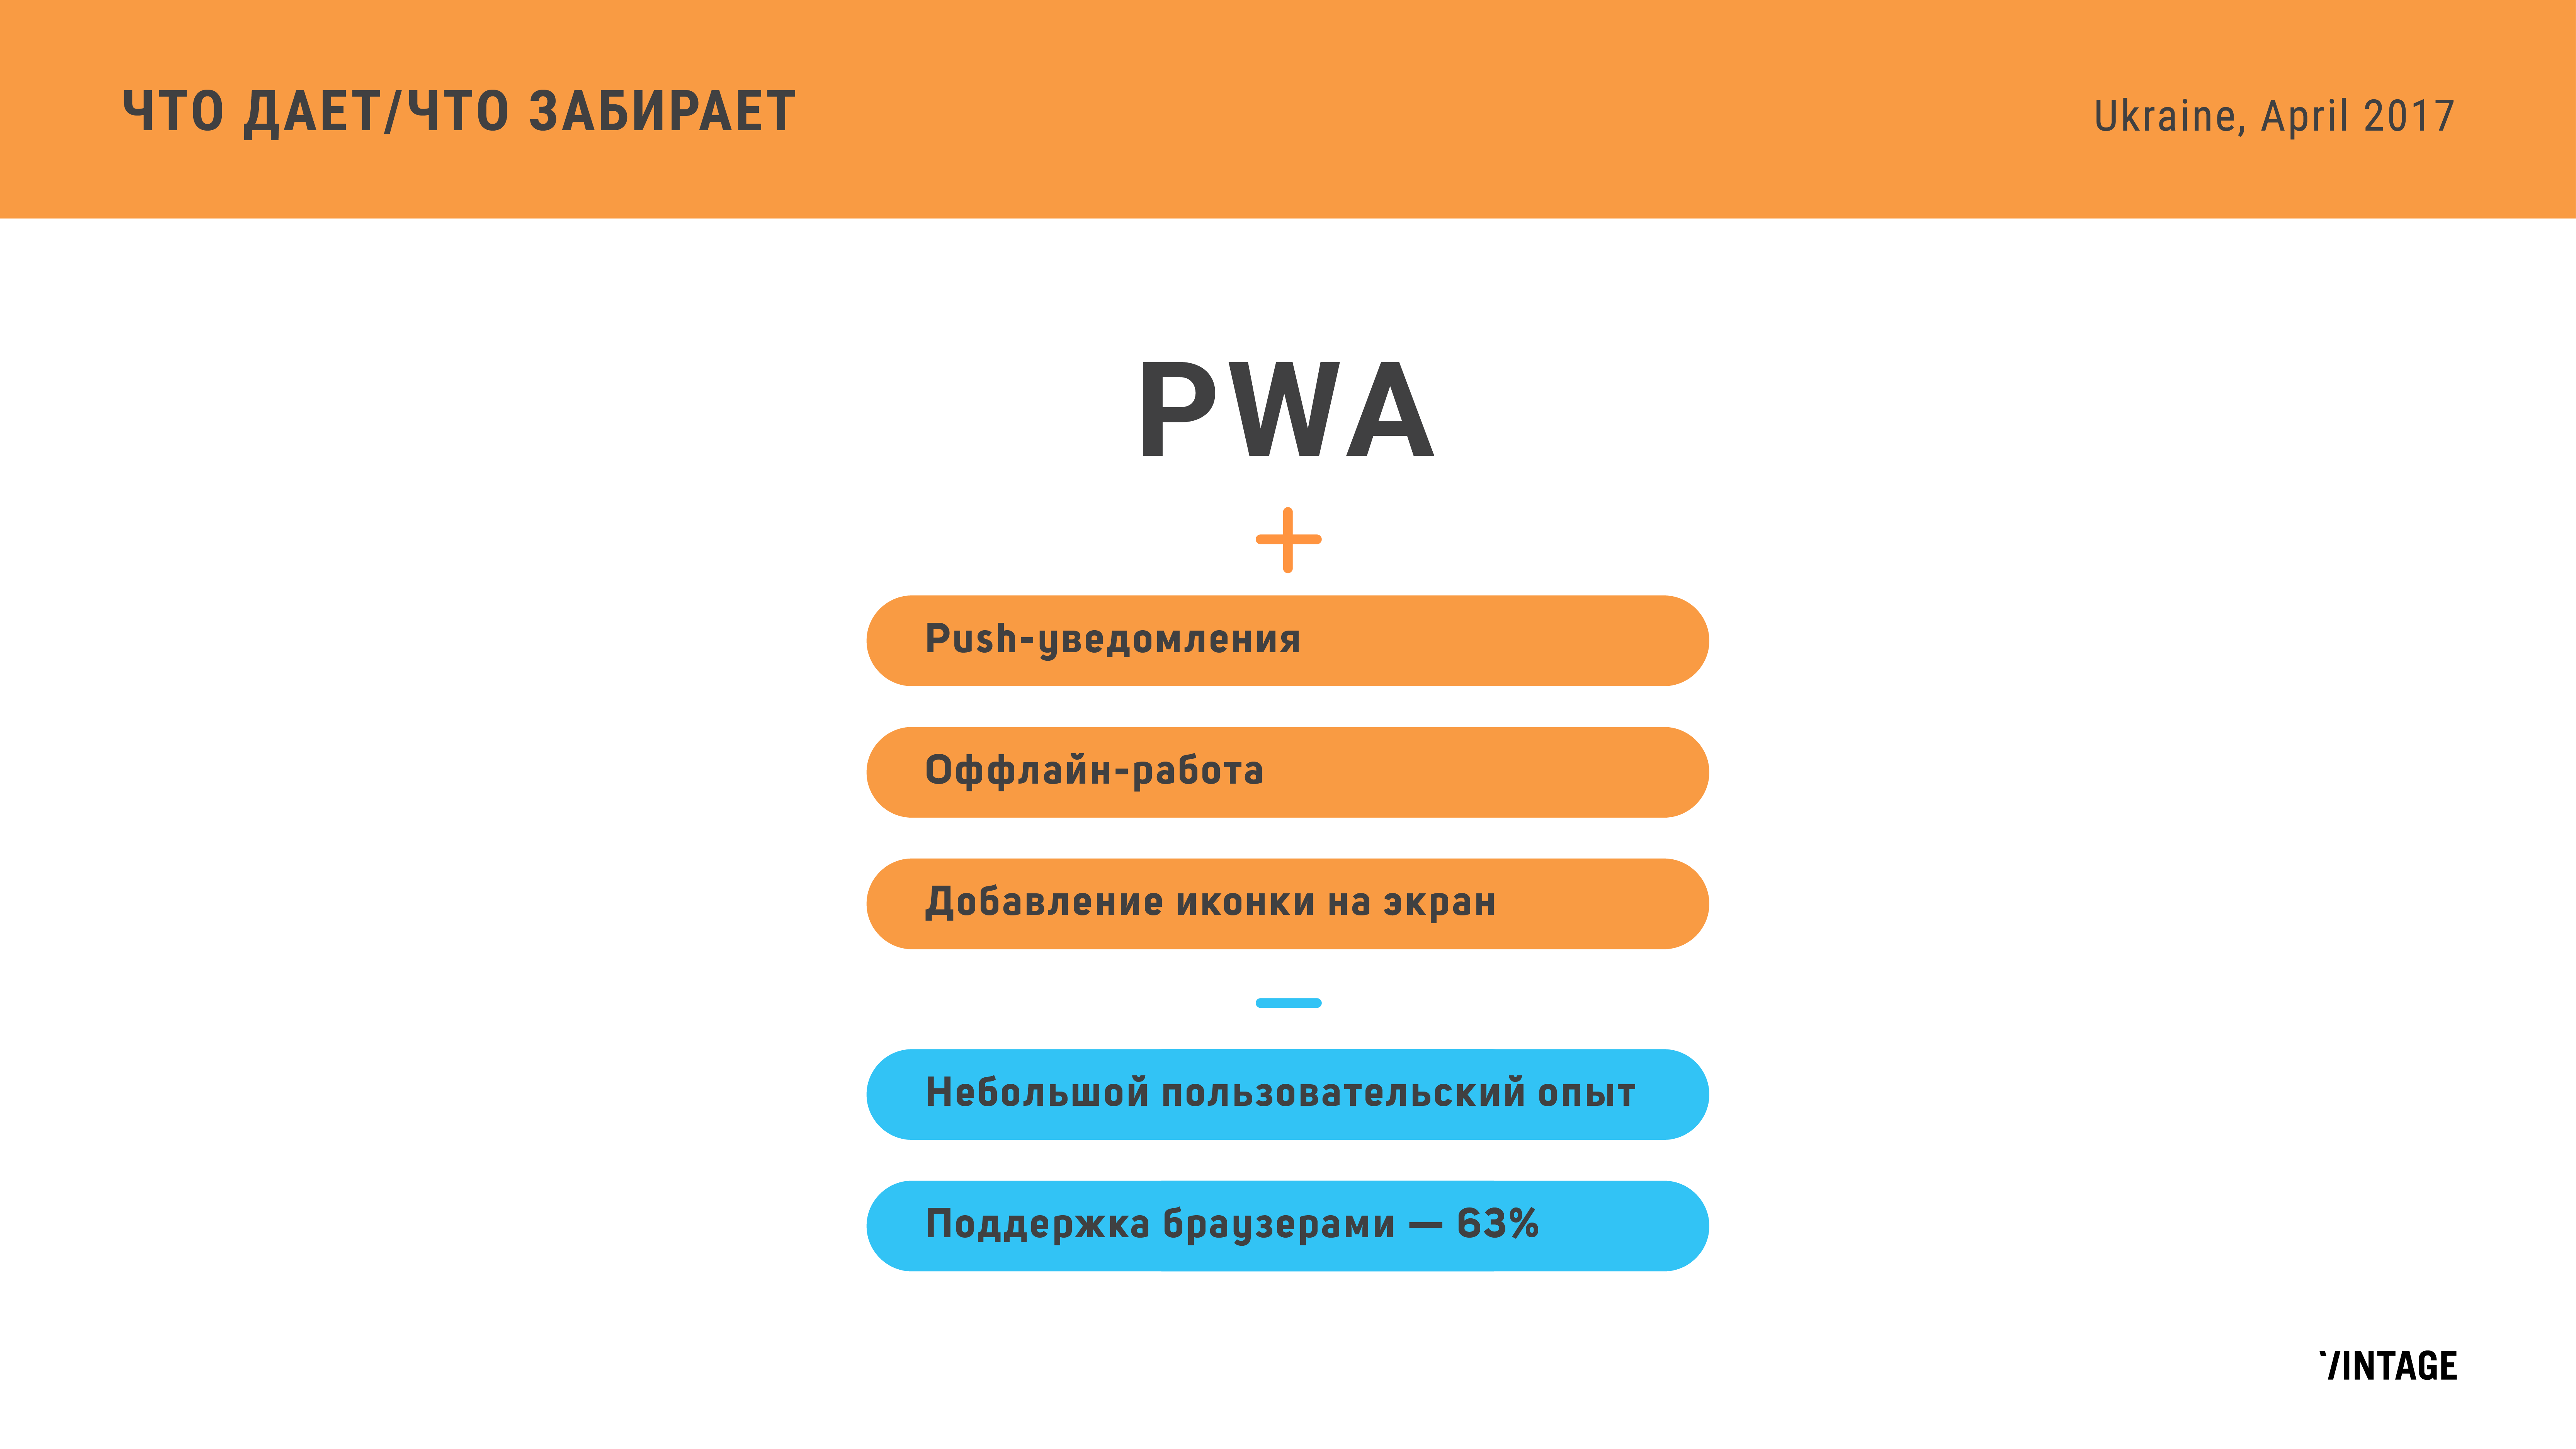 ЧТО ДАЕТ/ЧТО ЗАБИРАЕТ
Ukraine, April 2017
PWA
+
Push-уведомления
Оффлайн-работа
Добавление иконки на экран
—
Небольшой пользовательский опыт
Поддержка браузерами — 63%
VINTAGE